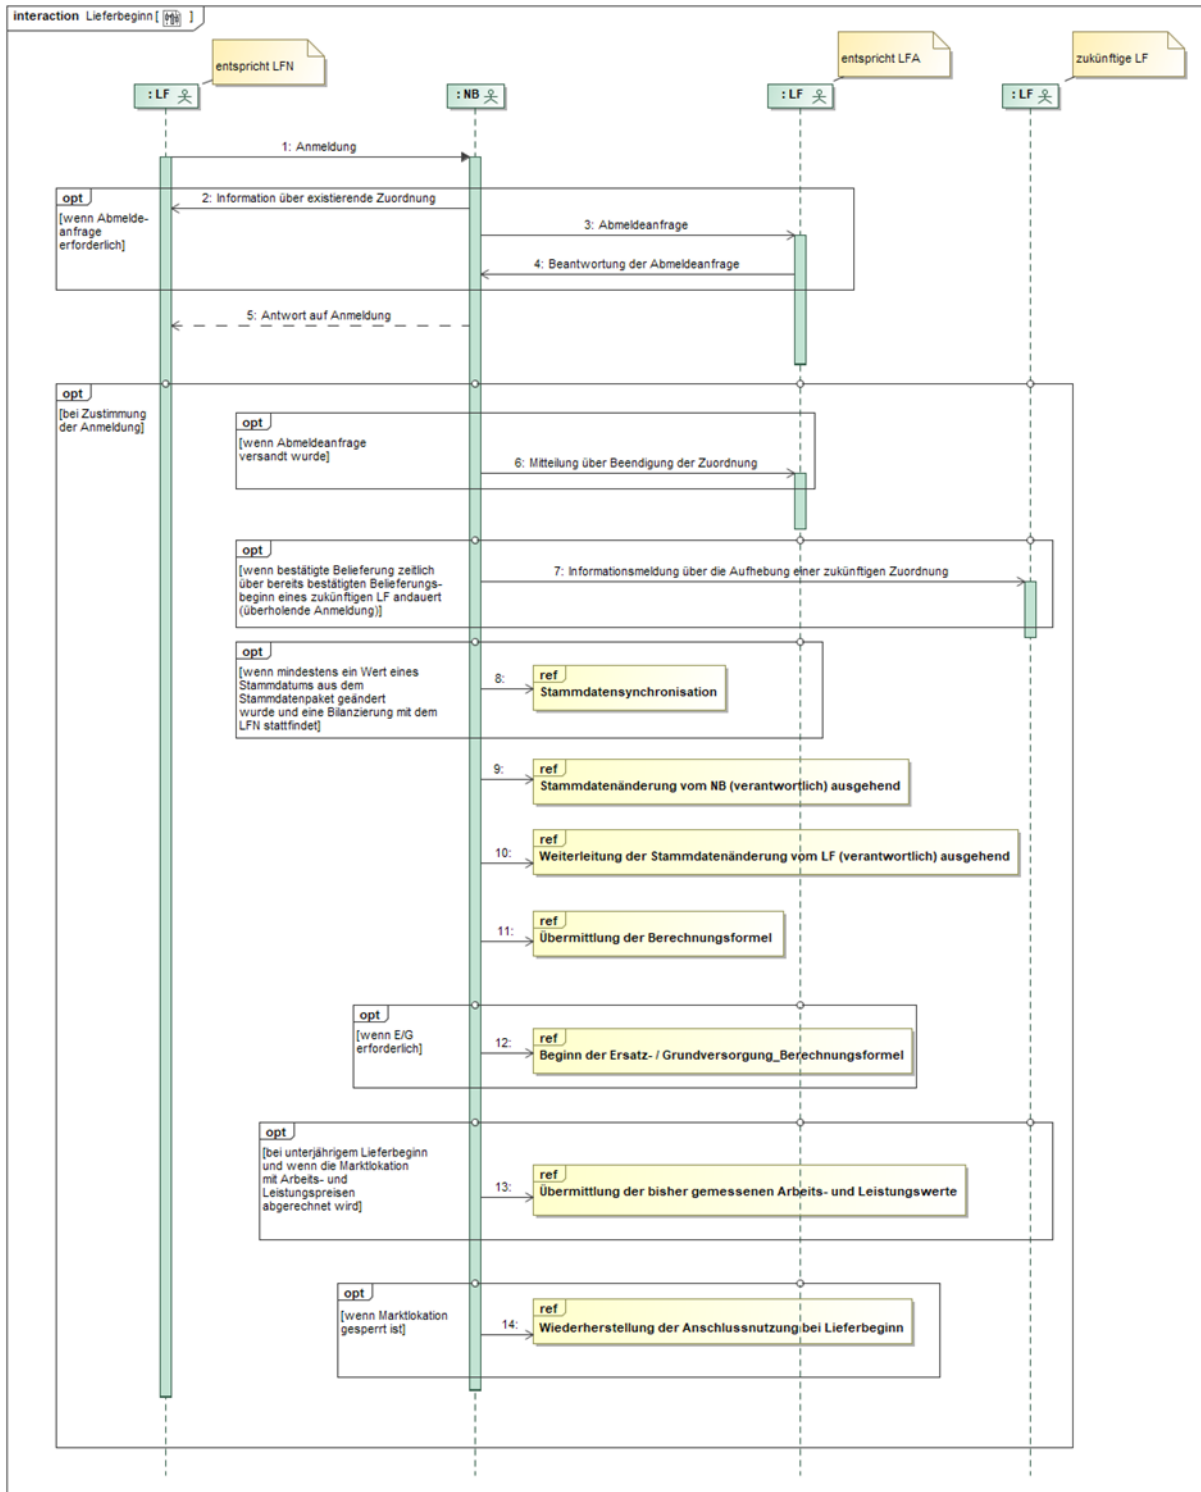 interaction Lieferbeginn [ ]
entspricht LFN
entspricht LFA
zukünftige LF
: LF
: NB
: LF
: LF
1: Anmeldung
opt
[wenn Abmelde-
anfrage
erforderlich]
2: Information über existierende Zuordnung
3: Abmeldeanfrage
4: Beantwortung der Abmeldeanfrage
5: Antwort auf Anmeldung
opt
[bei Zustimmung
der Anmeldung]
opt
[wenn Abmeldeanfrage
versandt wurde]
6: Mitteilung über Beendigung der Zuordnung
opt
[wenn bestätigte Belieferung zeitlich
über bereits bestätigten Belieferungs-
beginn eines zukünftigen LF andauert
(überholende Anmeldung)]
7: Informationsmeldung über die Aufhebung einer zukünftigen Zuordnung
opt
[wenn mindestens ein Wert eines
Stammdatums aus dem
Stammdatenpaket geändert
wurde und eine Bilanzierung mit dem
LFN stattfindet]
8:
ref
Stammdatensynchronisation
9:
ref
Stammdatenänderung vom NB (verantwortlich) ausgehend
10:
ref
Weiterleitung der Stammdatenänderung vom LF (verantwortlich) ausgehend
11:
ref
Übermittlung der Berechnungsformel
opt
[wenn E/G
erforderlich]
12:
ref
Beginn der Ersatz- / Grundversorgung_Berechnungsformel
opt
[bei unterjährigem Lieferbeginn
und wenn die Marktlokation
mit Arbeits- und
Leistungspreisen
abgerechnet wird]
13:
ref
Übermittlung der bisher gemessenen Arbeits- und Leistungswerte
opt
[wenn Marktlokation
gesperrt ist]
14:
ref
Wiederherstellung der Anschlussnutzung bei Lieferbeginn